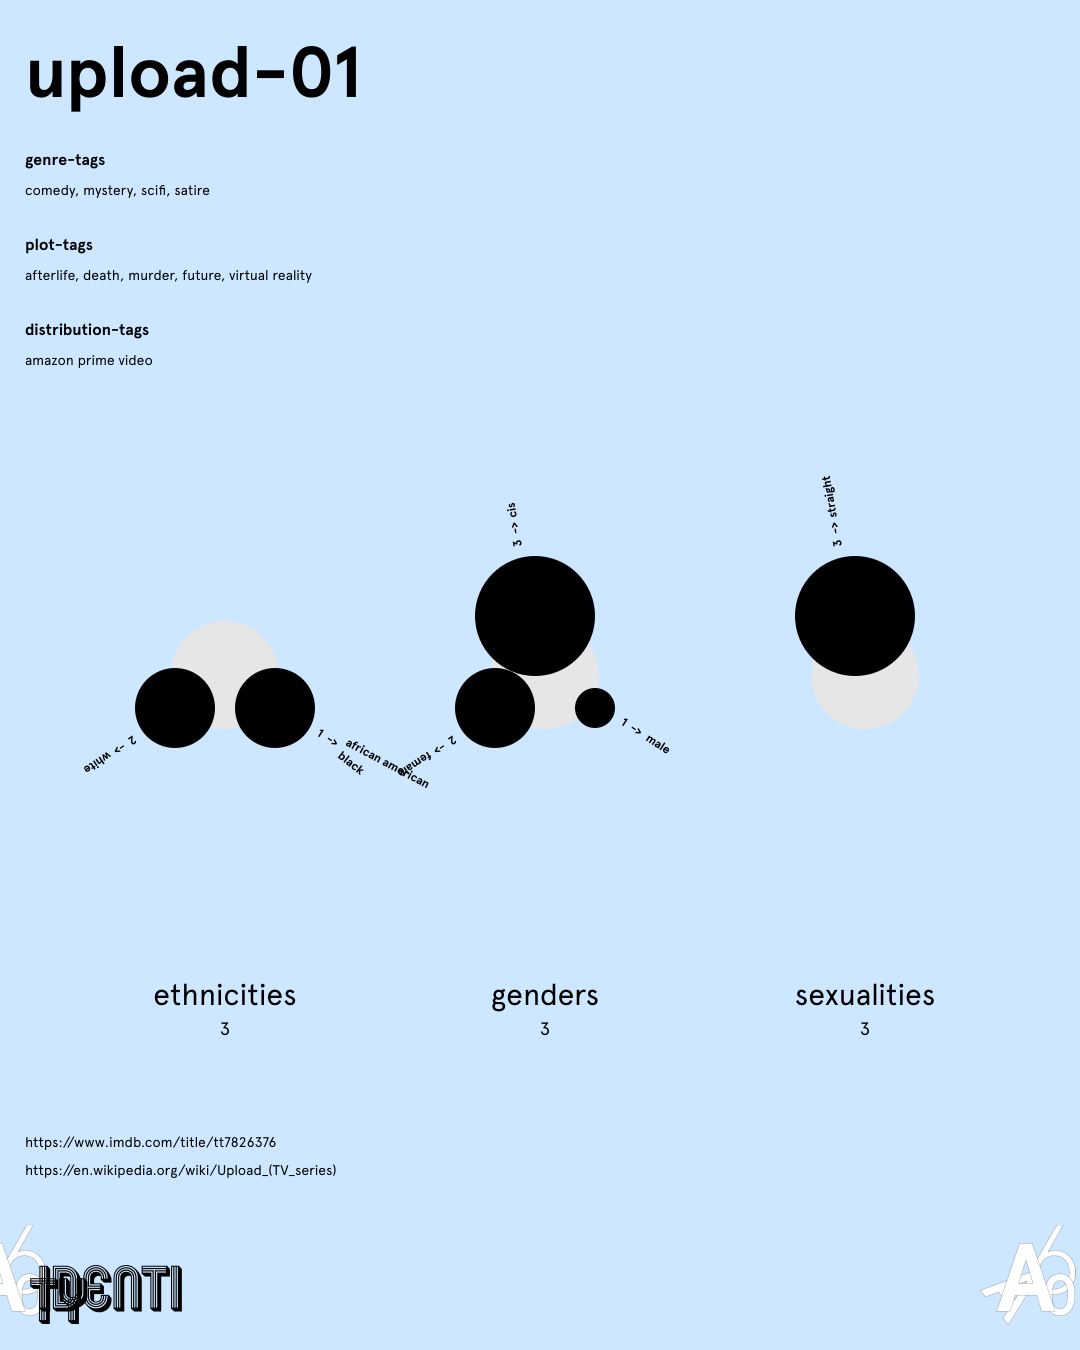 upload-01
genre-tags
comedy, mystery, scifi, satire
plot-tags
afterlife, death, murder, future, virtual reality
distribution-tags
amazon prime video
3 -> cis
3 -> straight
2 -> white
1 -> african american
black
2 -> female
1 -> male
ethnicities
3
genders
3
sexualities
3
https://www.imdb.com/title/tt7826376
https://en.wikipedia.org/wiki/Upload_(TV_series)
IDENTI
TY